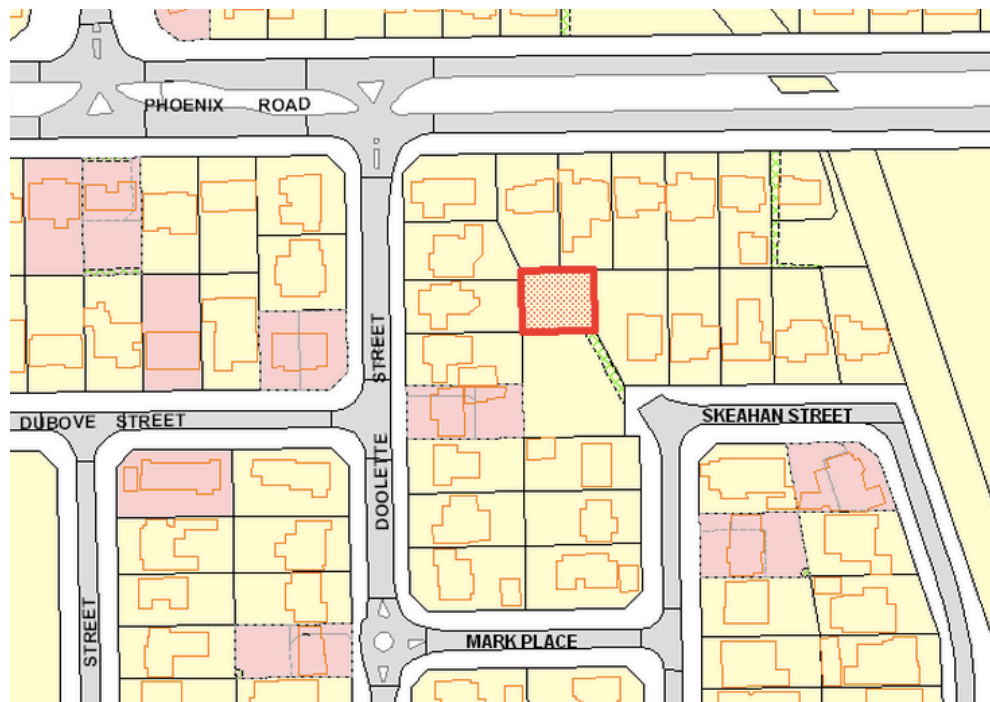 PHOENIX ROAD
STREET
DUBOVE STREET
SKEAHAN STREET
DOOLETTE
STREET
MARK PLACE